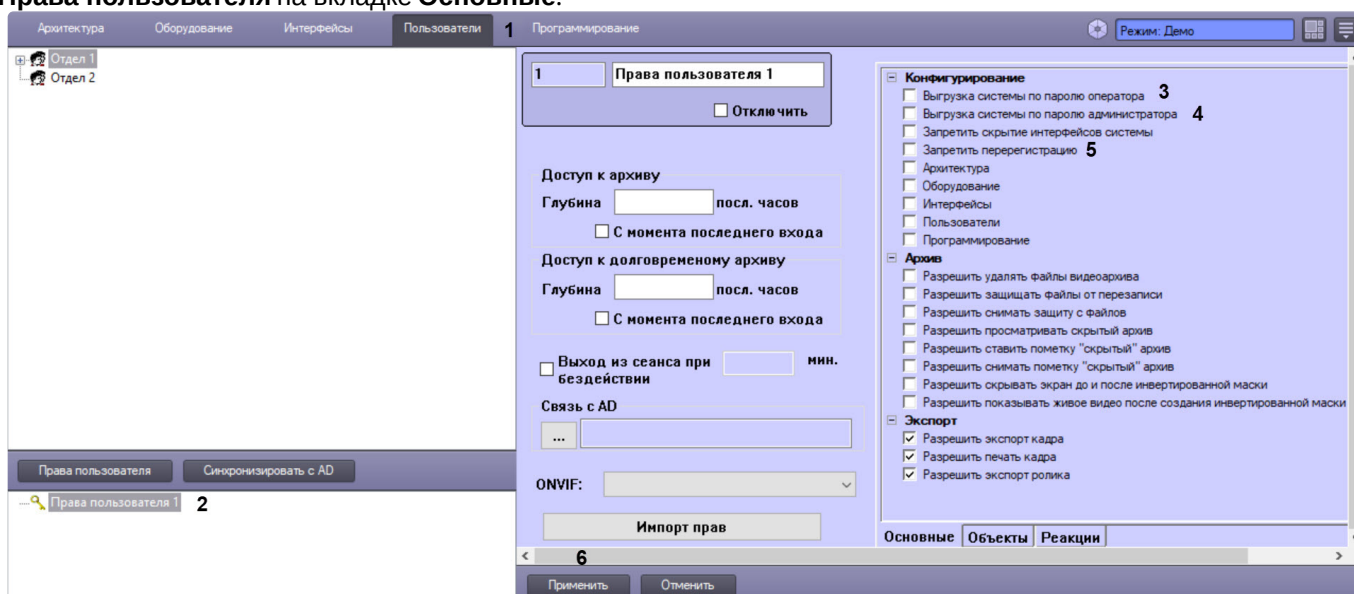 Права пользователя на вкладке Основные.
Архитектура Оборудование Интерфейсы Пользователи 1 Программирование Режим: Демо
Отдел 1
Отдел 2
1 Права пользователя 1
Отключить
Доступ к архиву
Глубина посл. часов
С момента последнего входа
Доступ к долговременому архиву
Глубина посл. часов
С момента последнего входа
Выход из сеанса при мин.
бездействии
Связь с AD
...
ONVIF:
Импорт прав
Конфигурирование
Выгрузка системы по паролю оператора 3
Выгрузка системы по паролю администратора 4
Запретить скрытие интерфейсов системы
Запретить перерегистрацию 5
Архитектура
Оборудование
Интерфейсы
Пользователи
Программирование
Архив
Разрешить удалять файлы видеоархива
Разрешить защищать файлы от перезаписи
Разрешить снимать защиту с файлов
Разрешить просматривать скрытый архив
Разрешить ставить пометку "скрытый" архив
Разрешить снимать пометку "скрытый" архив
Разрешить скрывать экран до и после инвертированной маски
Разрешить показывать живое видео после создания инвертированной маски
Экспорт
Разрешить экспорт кадра
Разрешить печать кадра
Разрешить экспорт ролика
Основные Объекты Реакции
Права пользователя Синхронизировать с AD
Права пользователя 1 2
6
Применить Отменить